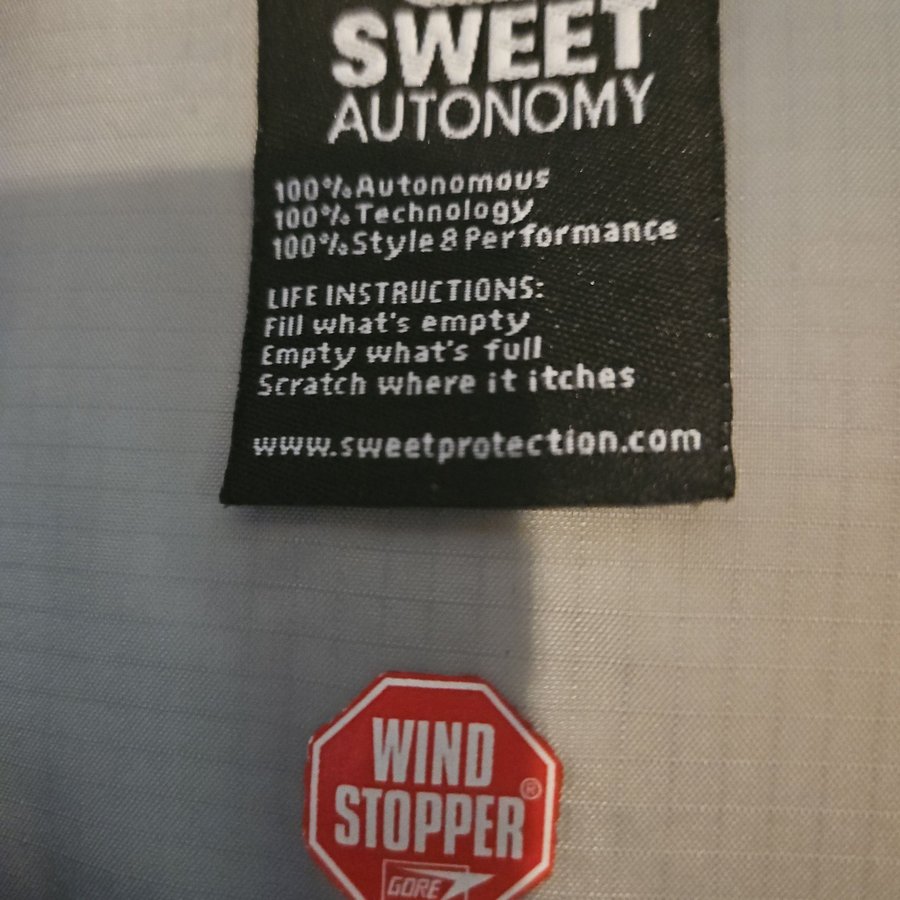 SWEET
AUTONOMY
100% Autonomous
100% Technology
100% Style & Performance
LIFE INSTRUCTIONS:
Fill what's empty
Empty what's full
Scratch where it itches
www.sweetprotection.com
WIND
STOPPER®
GORE